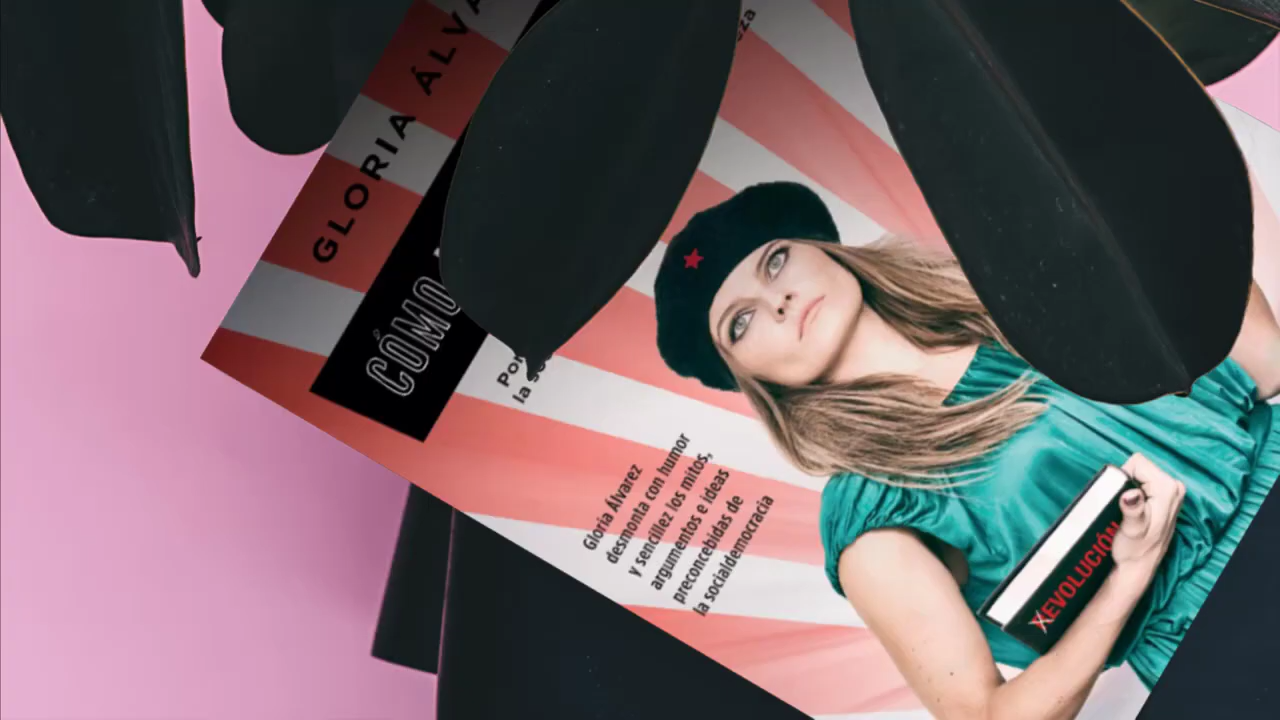 GLORIA ÁLVA
CÓMO
la
Gloria Álvarez
desmonta con humor
y sencillez los mitos,
argumentos e ideas
preconcebidas de
la socialdemocracia
XEVOLUCIÓN